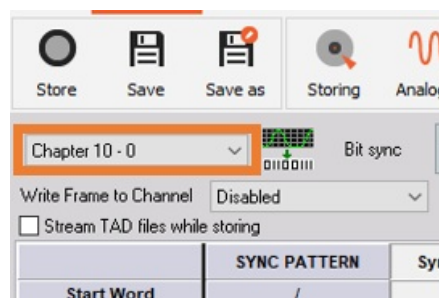 Store Save Save as Storing
Chapter 10 - 0 Bit sync
Write Frame to Channel Disabled
Stream TAD files while storing
SYNC PATTERN
Start Word /